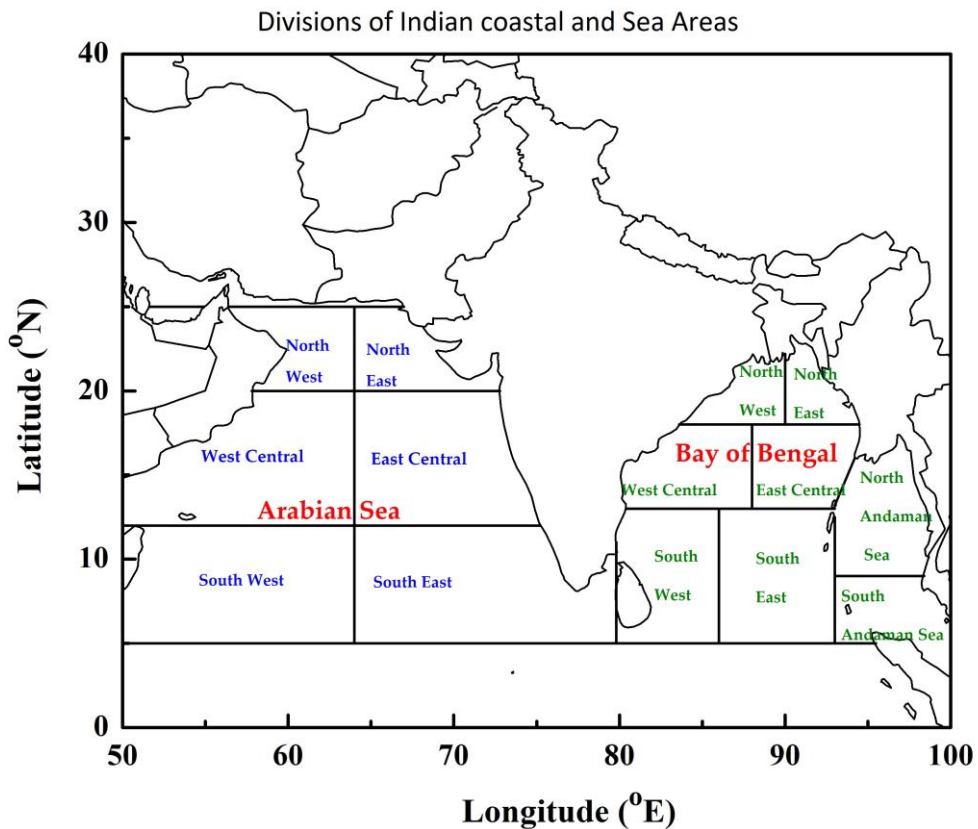 Divisions of Indian coastal and Sea Areas
40
30
20
10
0
Latitude (°N)
50
60
70
80
90
100
Longitude (°E)
North
West
North
East
West Central
East Central
Arabian Sea
South West
South East
North
West
North
East
Bay of Bengal
West Central
East Central
North
Andaman
Sea
South
West
South
East
South
Andaman Sea